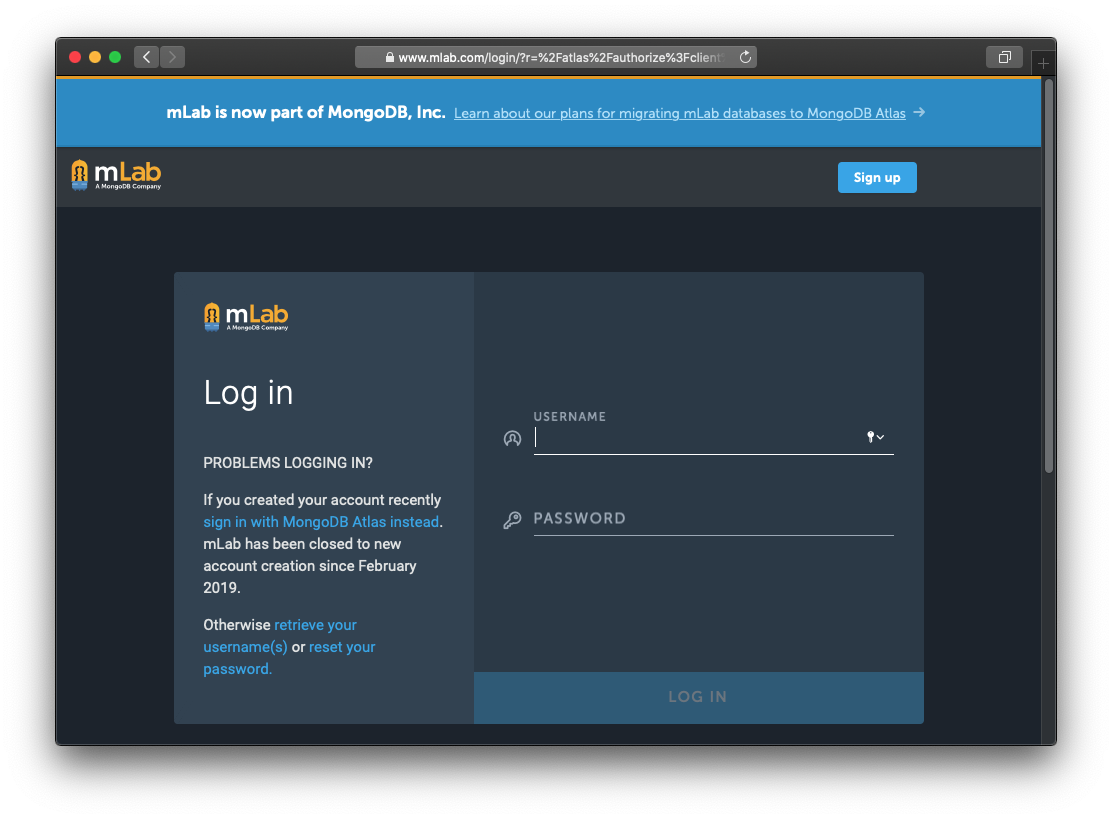 www.mlab.com/login/?r=%2Fatlas%2Fauthorize%3Fclient
mLab is now part of MongoDB, Inc. Learn about our plans for migrating mLab databases to MongoDB Atlas →
mLab
A MongoDB Company
Sign up
mLab
A MongoDB Company
Log in
PROBLEMS LOGGING IN?
If you created your account recently
sign in with MongoDB Atlas instead.
mLab has been closed to new
account creation since February
2019.
Otherwise retrieve your
username(s) or reset your
password.
USERNAME
PASSWORD
LOG IN